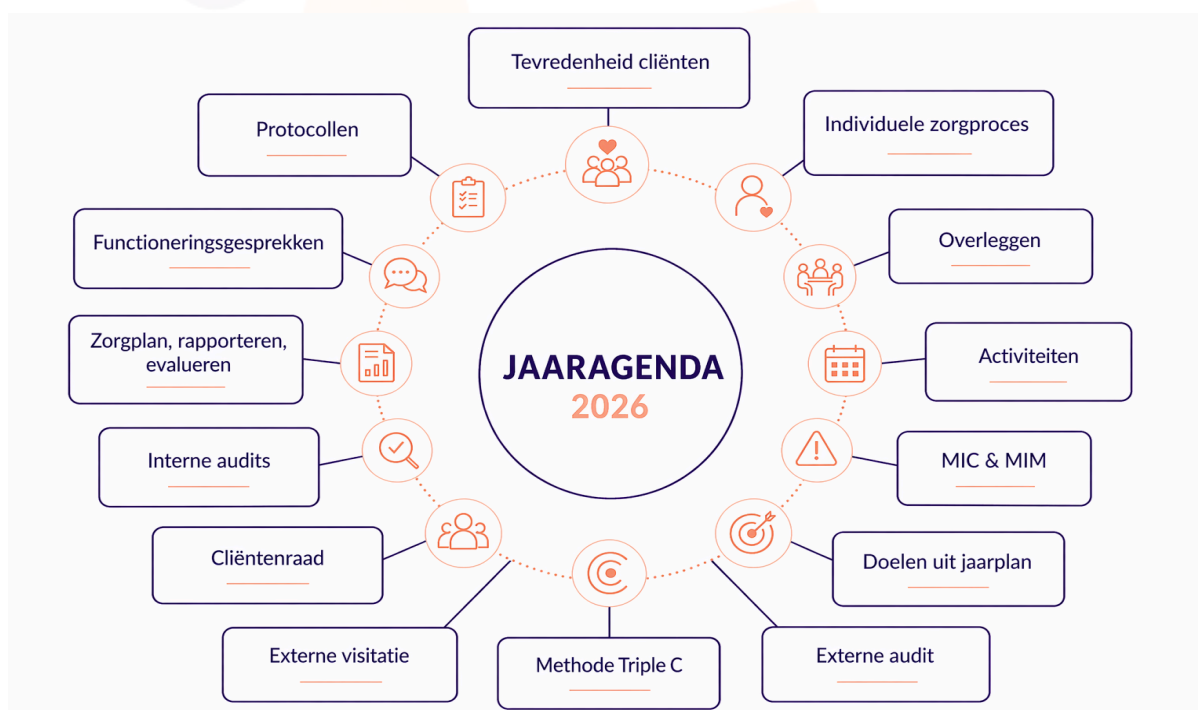 Tevredenheid cliënten
Protocollen
Individuele zorgproces
Functioneringsgesprekken
Overleggen
Zorgplan, rapporteren,
evalueren
Activiteiten
JAARAGENDA
2026
Interne audits
MIC & MIM
Cliëntenraad
Doelen uit jaarplan
Externe visitatie
Methode Triple C
Externe audit